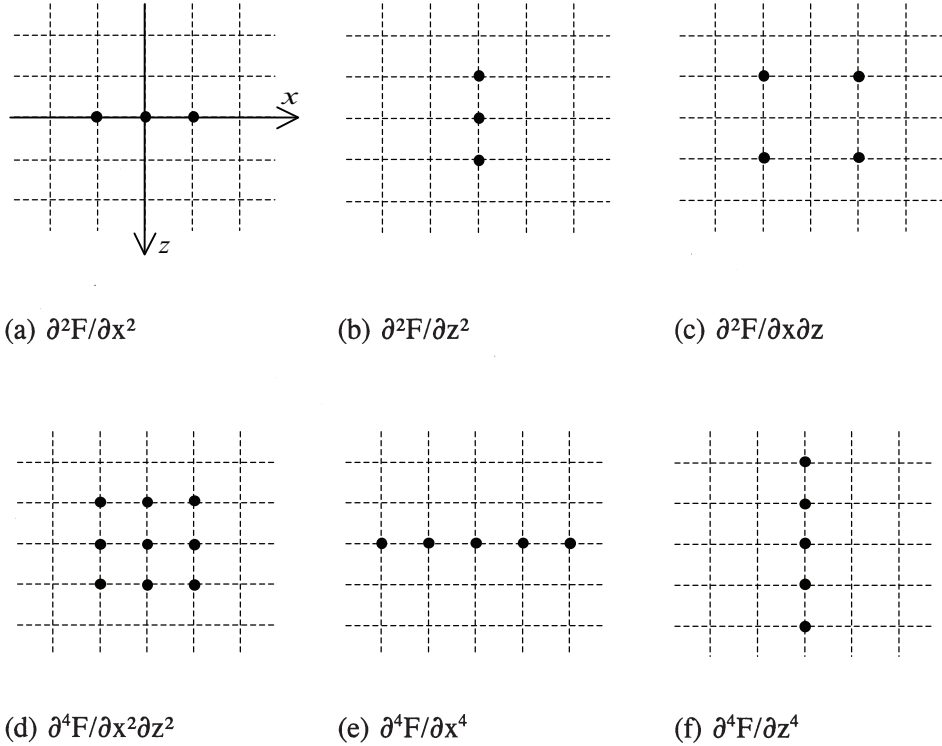 x
z
(a) ∂²F/∂x²
(b) ∂²F/∂z²
(c) ∂²F/∂x∂z
(d) ∂⁴F/∂x²∂z²
(e) ∂⁴F/∂x⁴
(f) ∂⁴F/∂z⁴